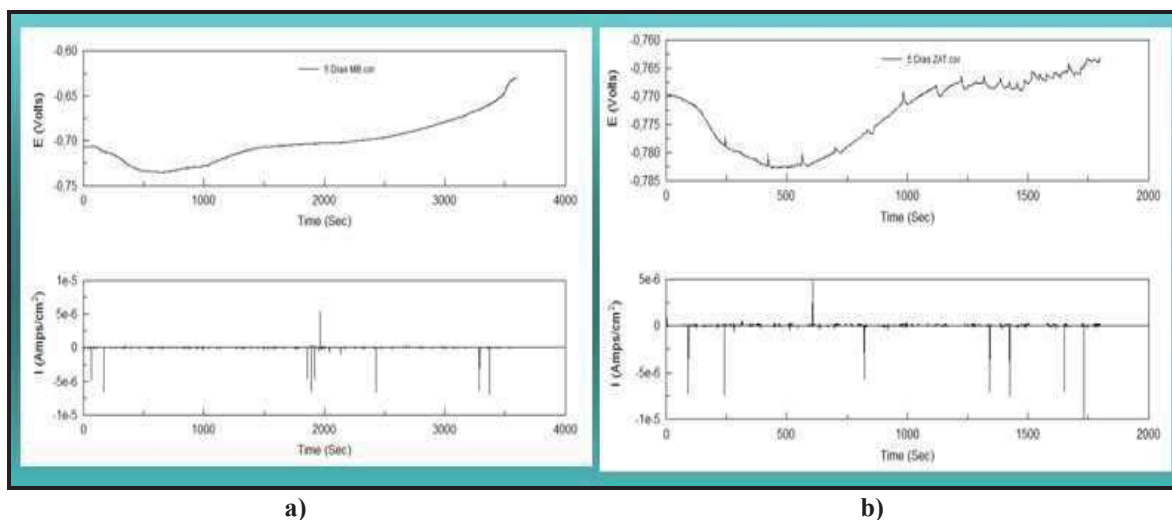 -0,60
-0,65
-0,70
-0,75
E (Volts)
5 Dias MB.cor
0 1000 2000 3000 4000
Time (Sec)
1e-5
5e-6
0
-5e-6
-1e-5
I (Amps/cm²)
0 1000 2000 3000 4000
Time (Sec)
a)
-0,760
-0,765
-0,770
-0,775
-0,780
-0,785
E (Volts)
5 Dias ZAT.cor
0 500 1000 1500 2000
Time (Sec)
5e-6
0
-5e-6
-1e-5
I (Amps/cm²)
0 500 1000 1500 2000
Time (Sec)
b)